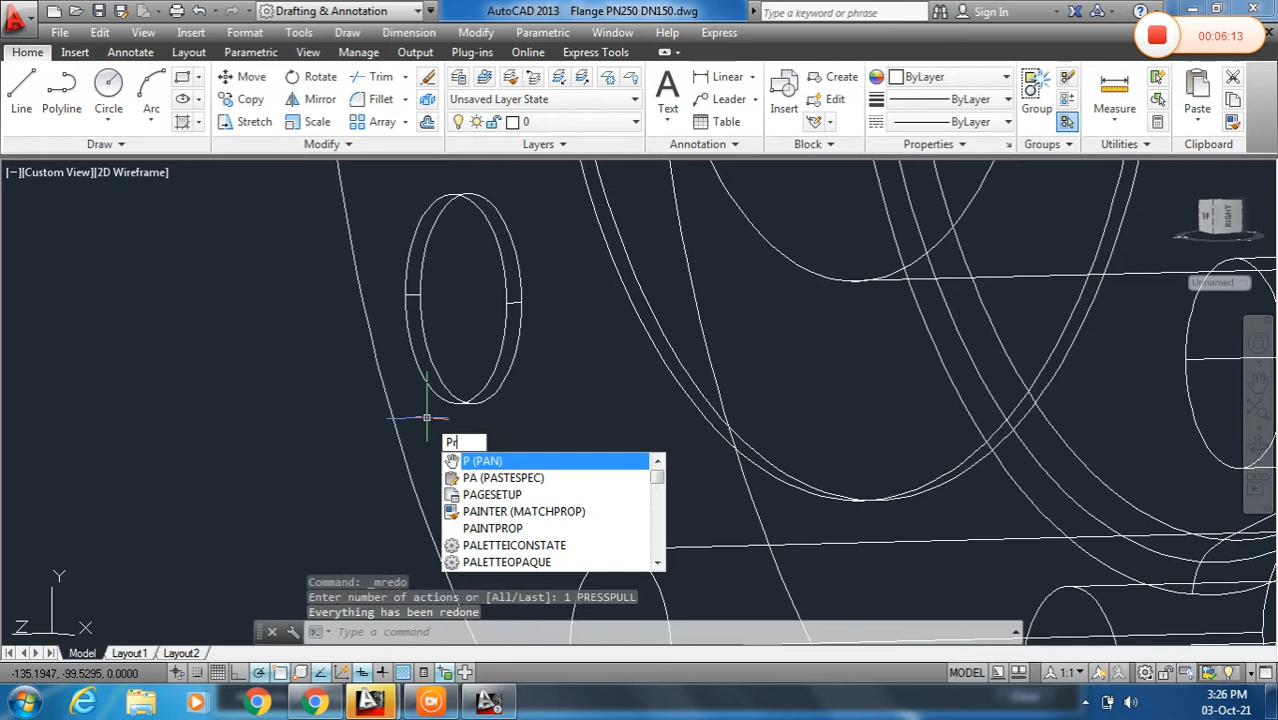 Drafting & Annotation
AutoCAD 2013 Flange PN250 DN150.dwg
Type a keyword or phrase
Sign In
File Edit View Insert Format Tools Draw Dimension Modify Parametric Window Help Express
00:06:13
Home Insert Annotation Layout Parametric View Manage Output Plug-ins Online Express Tools
Line
Polyline
Circle
Arc
Draw
Move Rotate Trim
Copy Mirror Fillet
Stretch Scale Array
Modify
Unsaved Layer State
0
Layers
Text
Linear
Leader
Table
Annotation
Insert
Create
Edit
Block
ByLayer
ByLayer
ByLayer
Properties
Group
Groups
Measure
Utilities
Paste
Clipboard
[−][Custom View][2D Wireframe]
RIGHT
Unnamed
Pr
P (PAN)
PA (PASTESPEC)
PAGESETUP
PAINTER (MATCHPROP)
PAINTPROP
PALETTEICONSTATE
PALETTEOPAQUE
Y
Z X
Command: _mredo
Enter number of actions or [All/Last]: 1 PRESSPULL
Everything has been redone
Type a command
Model Layout1 Layout2
-135.1947, -99.5295, 0.0000
MODEL
1:1
3:26 PM
03-Oct-21